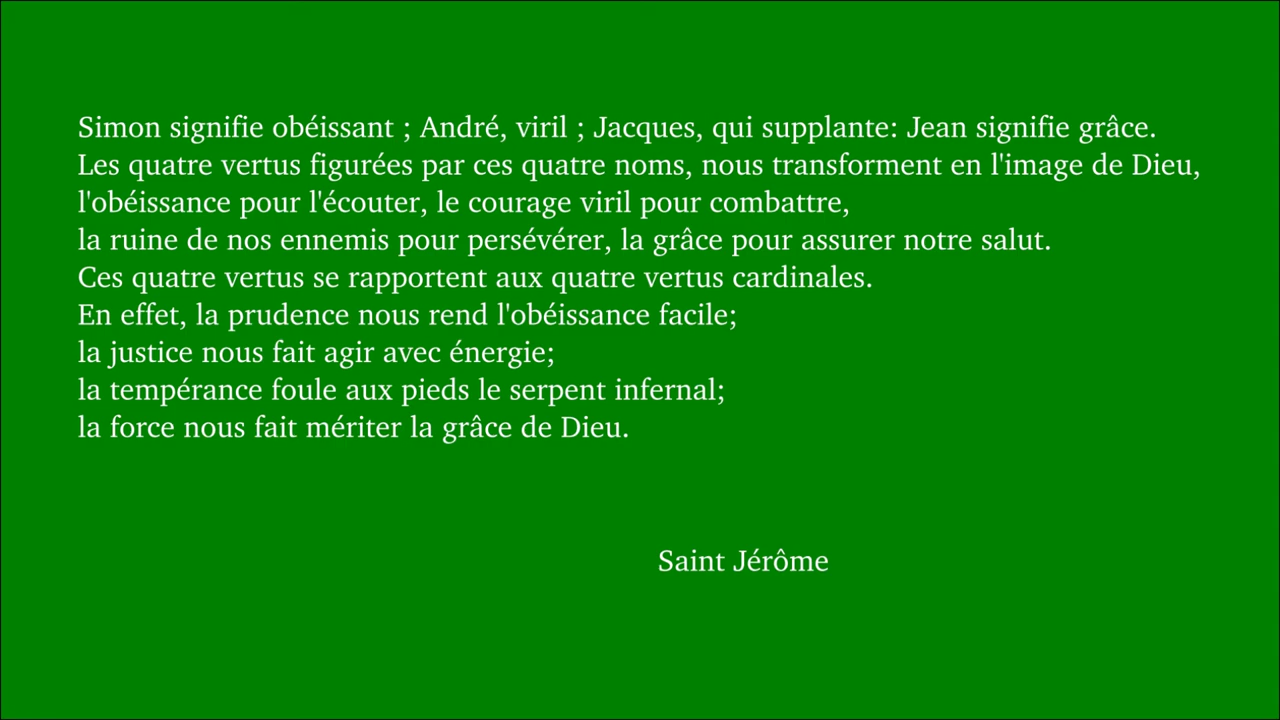 Simon signifie obéissant ; André, viril ; Jacques, qui supplante: Jean signifie grâce.
Les quatre vertus figurées par ces quatre noms, nous transforment en l'image de Dieu,
l'obéissance pour l'écouter, le courage viril pour combattre,
la ruine de nos ennemis pour persévérer, la grâce pour assurer notre salut.
Ces quatre vertus se rapportent aux quatre vertus cardinales.
En effet, la prudence nous rend l'obéissance facile;
la justice nous fait agir avec énergie;
la tempérance foule aux pieds le serpent infernal;
la force nous fait mériter la grâce de Dieu.
Saint Jérôme